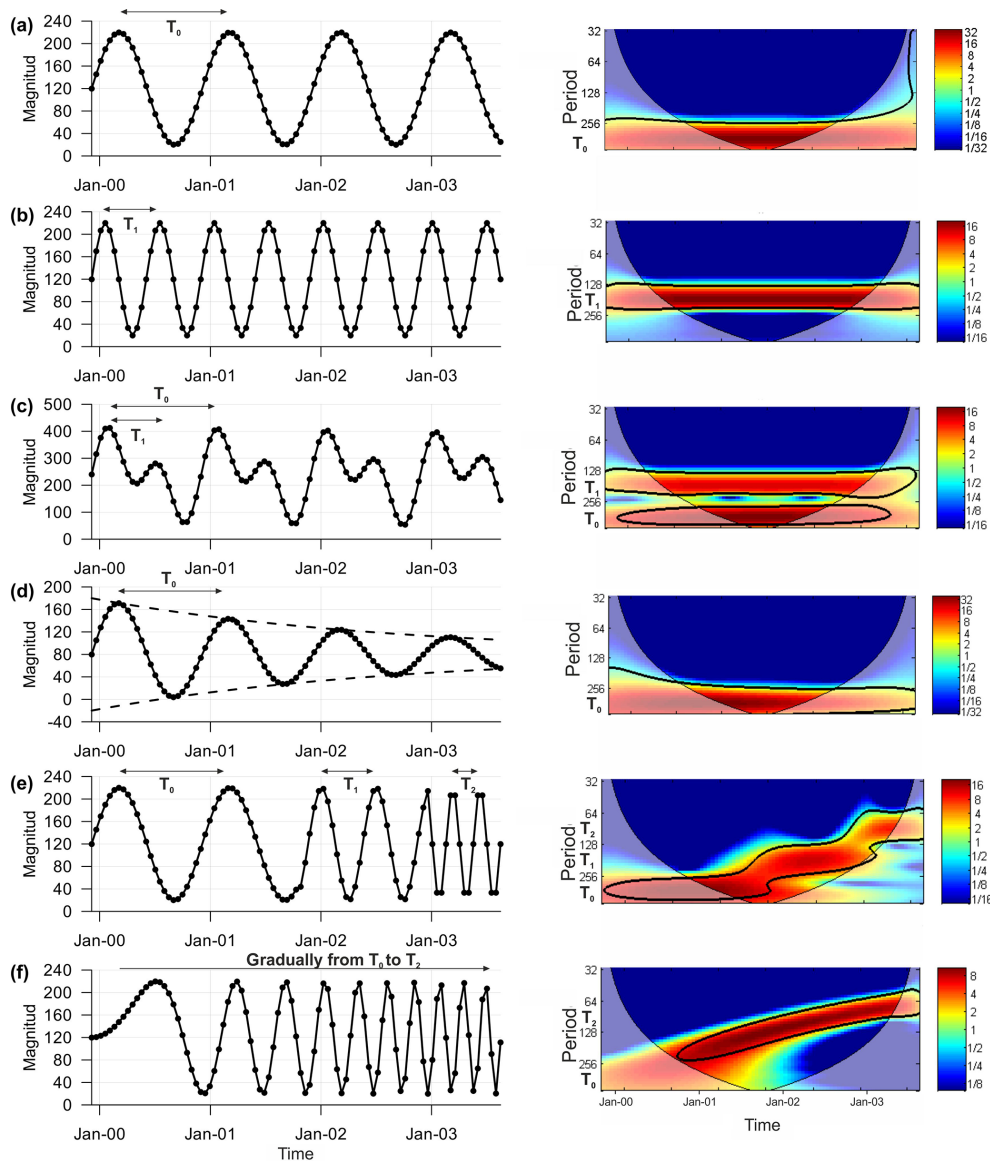 (a)
T0
Magnitud
240
200
160
120
80
40
0
Jan-00 Jan-01 Jan-02 Jan-03
Period
32
64
128
256
T0
32
16
8
4
2
1
1/2
1/4
1/8
1/16
1/32
(b)
T1
Magnitud
240
200
160
120
80
40
0
Jan-00 Jan-01 Jan-02 Jan-03
Period
32
64
128
T1
256
16
8
4
2
1
1/2
1/4
1/8
1/16
(c)
T0
T1
Magnitud
500
400
300
200
100
0
Jan-00 Jan-01 Jan-02 Jan-03
Period
32
64
128
T1
256
T0
16
8
4
2
1
1/2
1/4
1/8
1/16
(d)
T0
Magnitud
200
160
120
80
40
0
-40
Jan-00 Jan-01 Jan-02 Jan-03
Period
32
64
128
256
T0
32
16
8
4
2
1
1/2
1/4
1/8
1/16
1/32
(e)
T0 T1 T2
Magnitud
240
200
160
120
80
40
0
Jan-00 Jan-01 Jan-02 Jan-03
Period
32
64
T2
128
T1
256
T0
16
8
4
2
1
1/2
1/4
1/8
1/16
(f)
Gradually from T0 to T2
Magnitud
240
200
160
120
80
40
0
Jan-00 Jan-01 Jan-02 Jan-03
Time
Period
32
64
T2
128
256
T0
Jan-00 Jan-01 Jan-02 Jan-03
Time
8
4
2
1
1/2
1/4
1/8